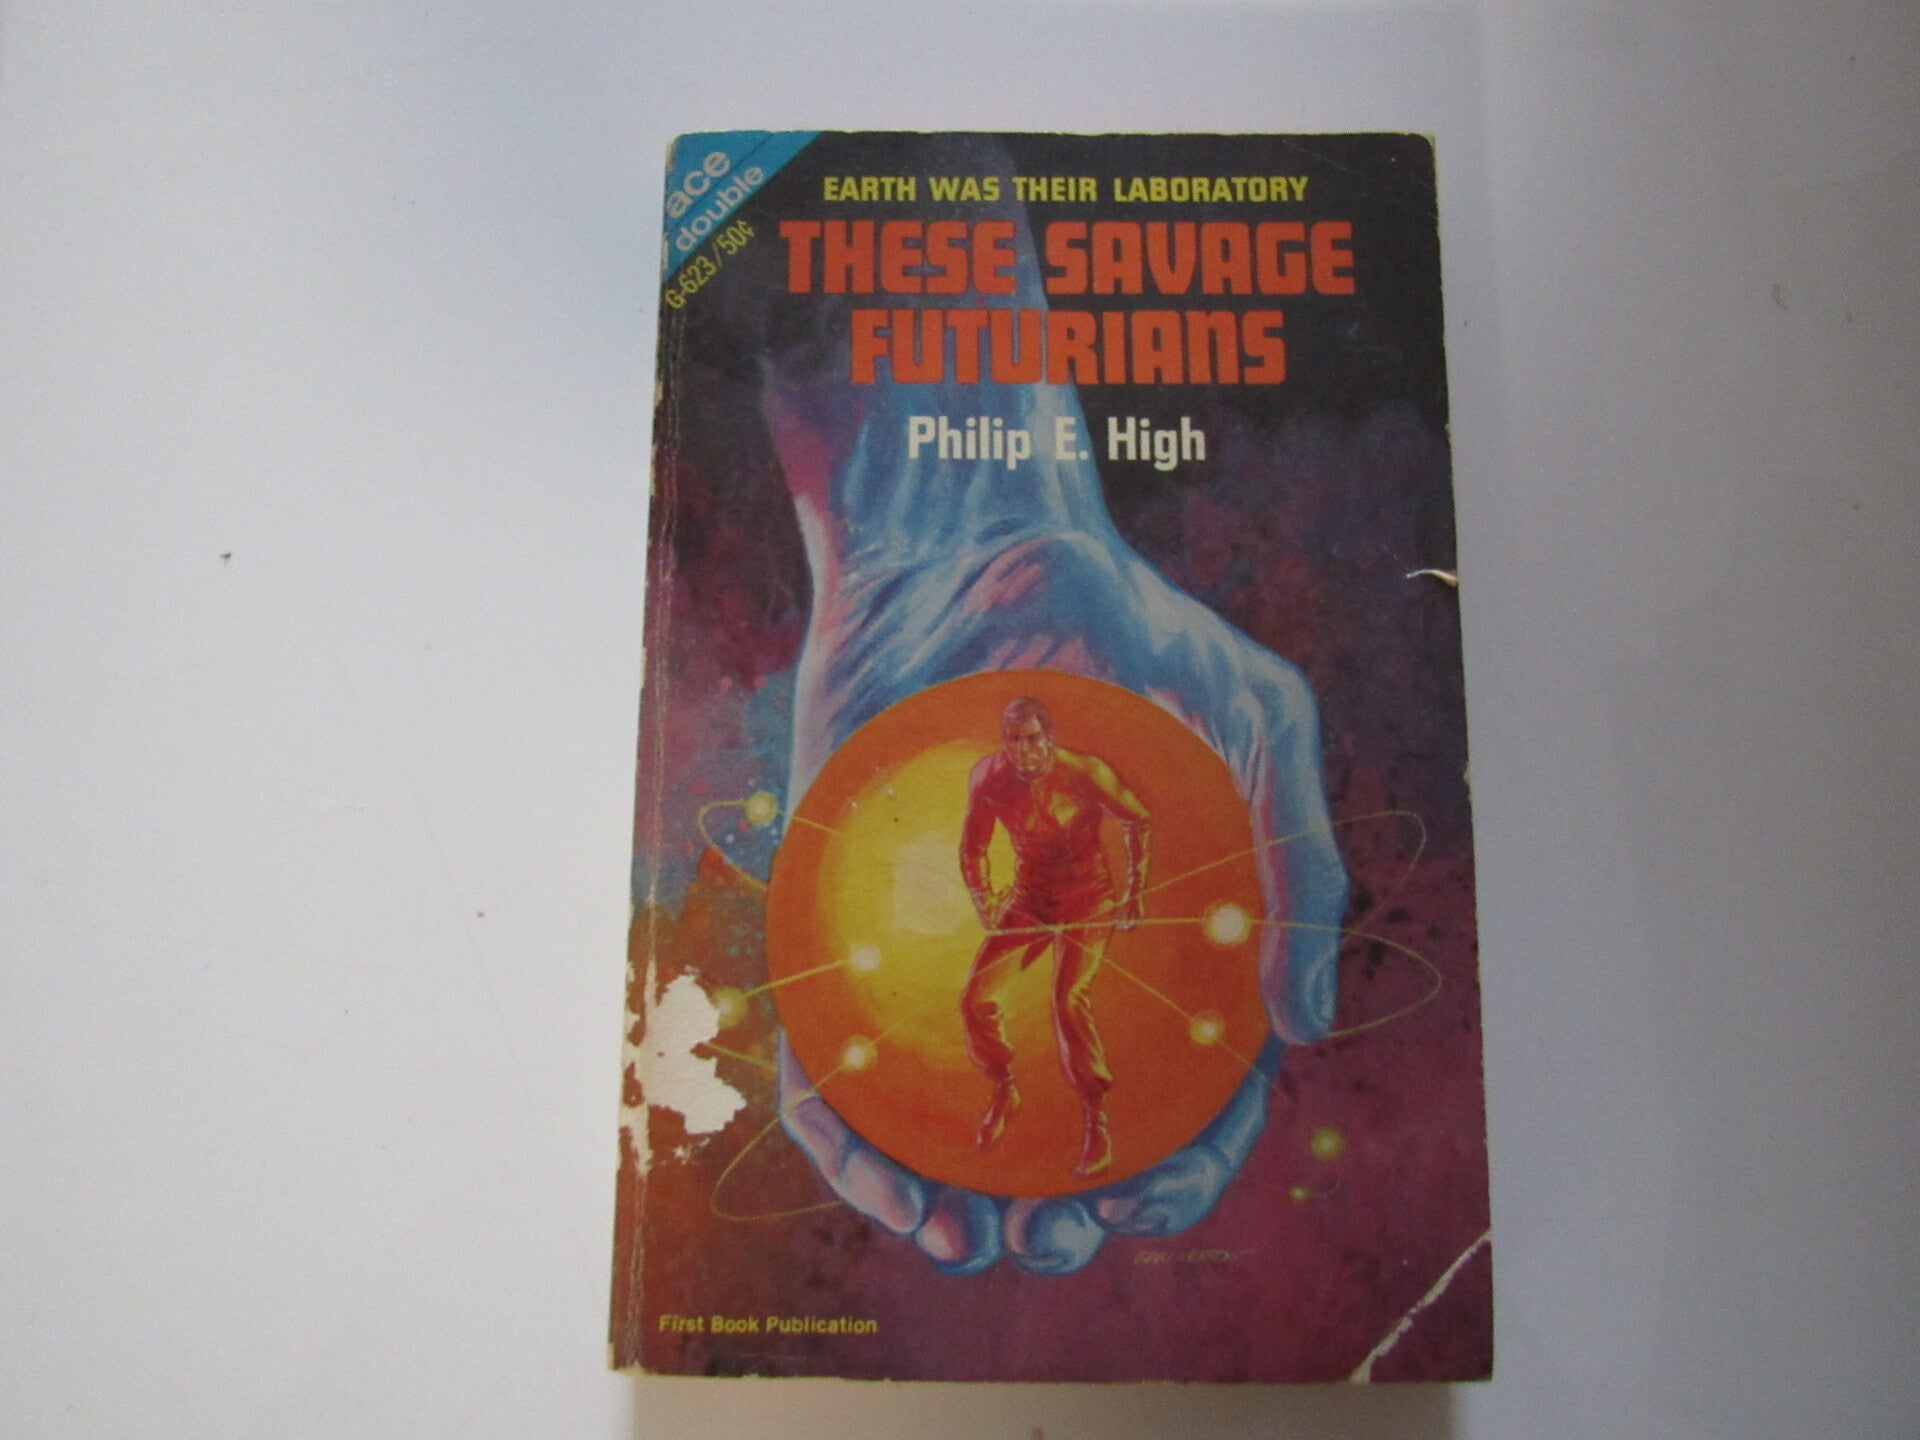 ace
double
G-623/50¢
EARTH WAS THEIR LABORATORY
THESE SAVAGE
FUTURIANS
Philip E. High
First Book Publication